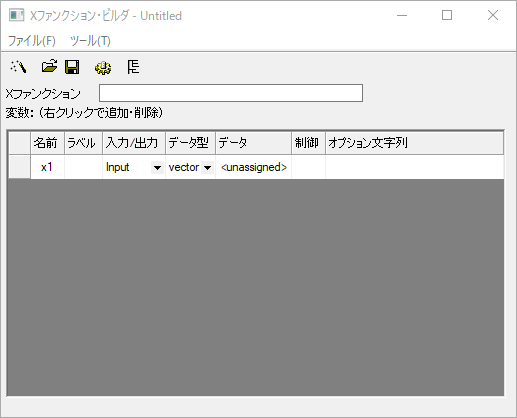 Xファンクション・ビルダ - Untitled
ファイル(F) ツール(T)
Xファンクション
変数: (右クリックで追加・削除)
名前 ラベル 入力/出力 データ型 データ 制御 オプション文字列
x1 Input vector <unassigned>